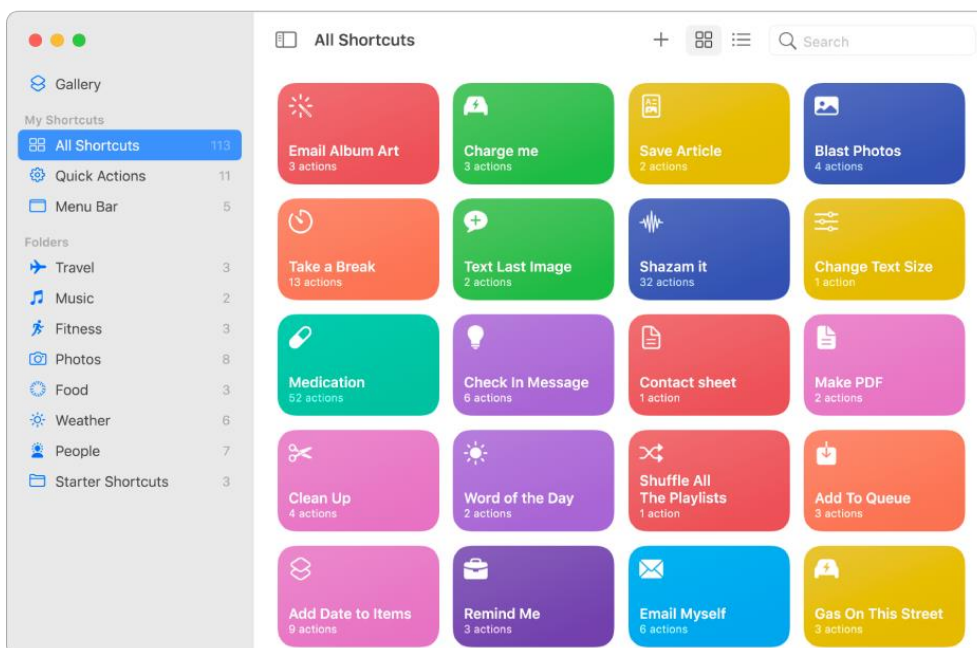 All Shortcuts
Search
Gallery
My Shortcuts
All Shortcuts 113
Quick Actions 11
Menu Bar 5
Folders
Travel 3
Music 2
Fitness 3
Photos 8
Food 3
Weather 6
People 7
Starter Shortcuts 3
Email Album Art
3 actions
Charge me
3 actions
Save Article
2 actions
Blast Photos
4 actions
Take a Break
13 actions
Text Last Image
2 actions
Shazam it
32 actions
Change Text Size
1 action
Medication
52 actions
Check In Message
6 actions
Contact sheet
1 action
Make PDF
2 actions
Clean Up
4 actions
Word of the Day
2 actions
Shuffle All
The Playlists
1 action
Add To Queue
3 actions
Add Date to Items
9 actions
Remind Me
3 actions
Email Myself
6 actions
Gas On This Street
3 actions